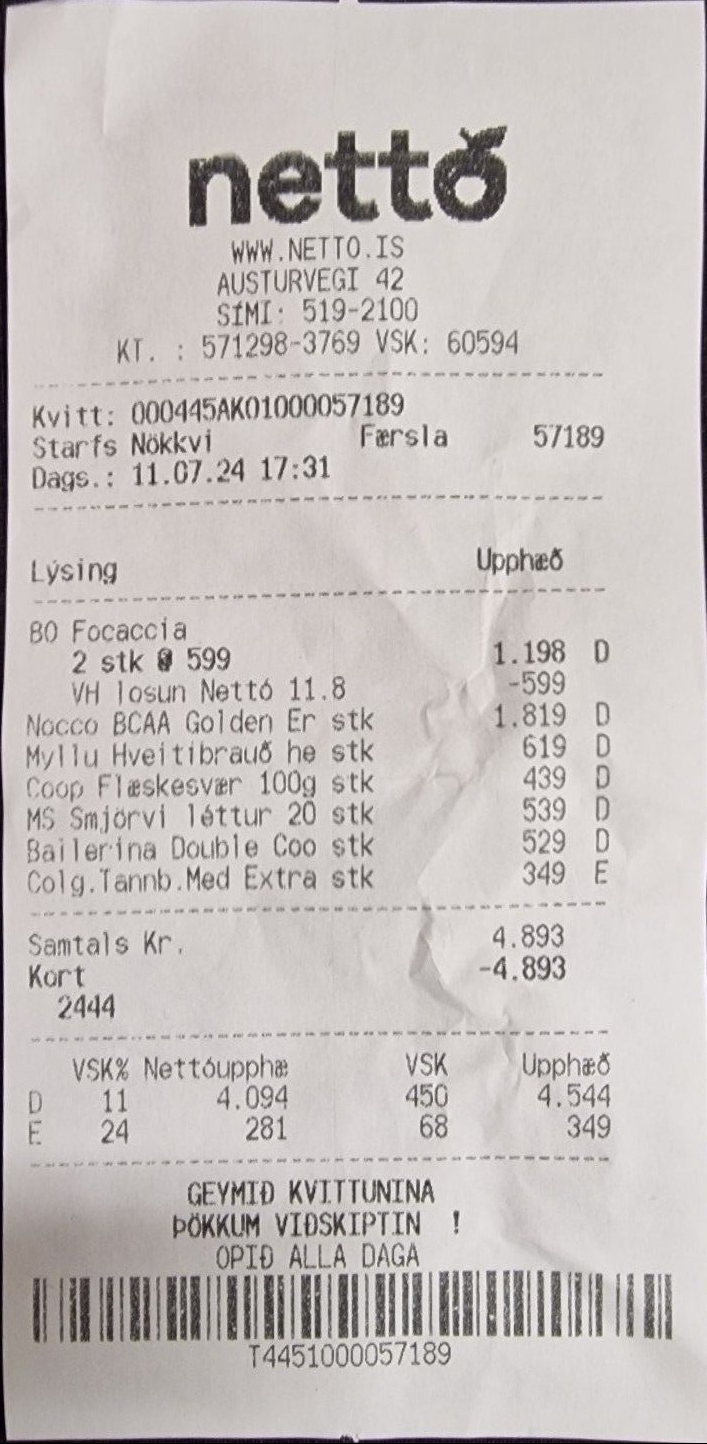 nettó
WWW.NETTO.IS
AUSTURVEGI 42
SÍMI: 519-2100
KT. : 571298-3769 VSK: 60594
Kvitt: 000445AK01000057189
Starfs Nökkvi Færsla 57189
Dags.: 11.07.24 17:31
Lýsing Upphæð
BO Focaccia
2 stk @ 599 1.198 D
VH losun Nettó 11.8 -599
Nocco BCAA Golden Er stk 1.819 D
Myllu Hveitibrauð he stk 619 D
Coop Flæskesvær 100g stk 439 D
MS Smjörvi léttur 20 stk 539 D
Ballerina Double Coo stk 529 D
Colg.Tannb.Med Extra stk 349 E
Samtals Kr. 4.893
Kort -4.893
2444
VSK% Nettóupphæ VSK Upphæð
D 11 4.094 450 4.544
E 24 281 68 349
GEYMIÐ KVITTUNINA
ÞÖKKUM VIÐSKIPTIN !
OPIÐ ALLA DAGA
T4451000057189